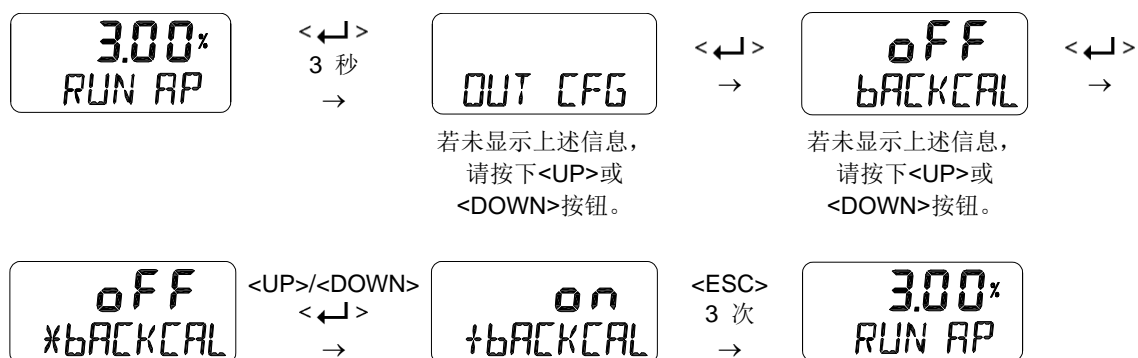 3.00% <↵> <↵> oFF <↵>
RUN AP 3 秒 → OUT CFG → bACKCAL →
若未显示上述信息， 若未显示上述信息，
请按下<UP>或 请按下<UP>或
<DOWN>按钮。 <DOWN>按钮。
oFF <UP>/<DOWN> on <ESC> 3.00%
*bACKCAL <↵> → +bACKCAL 3 次 → RUN AP